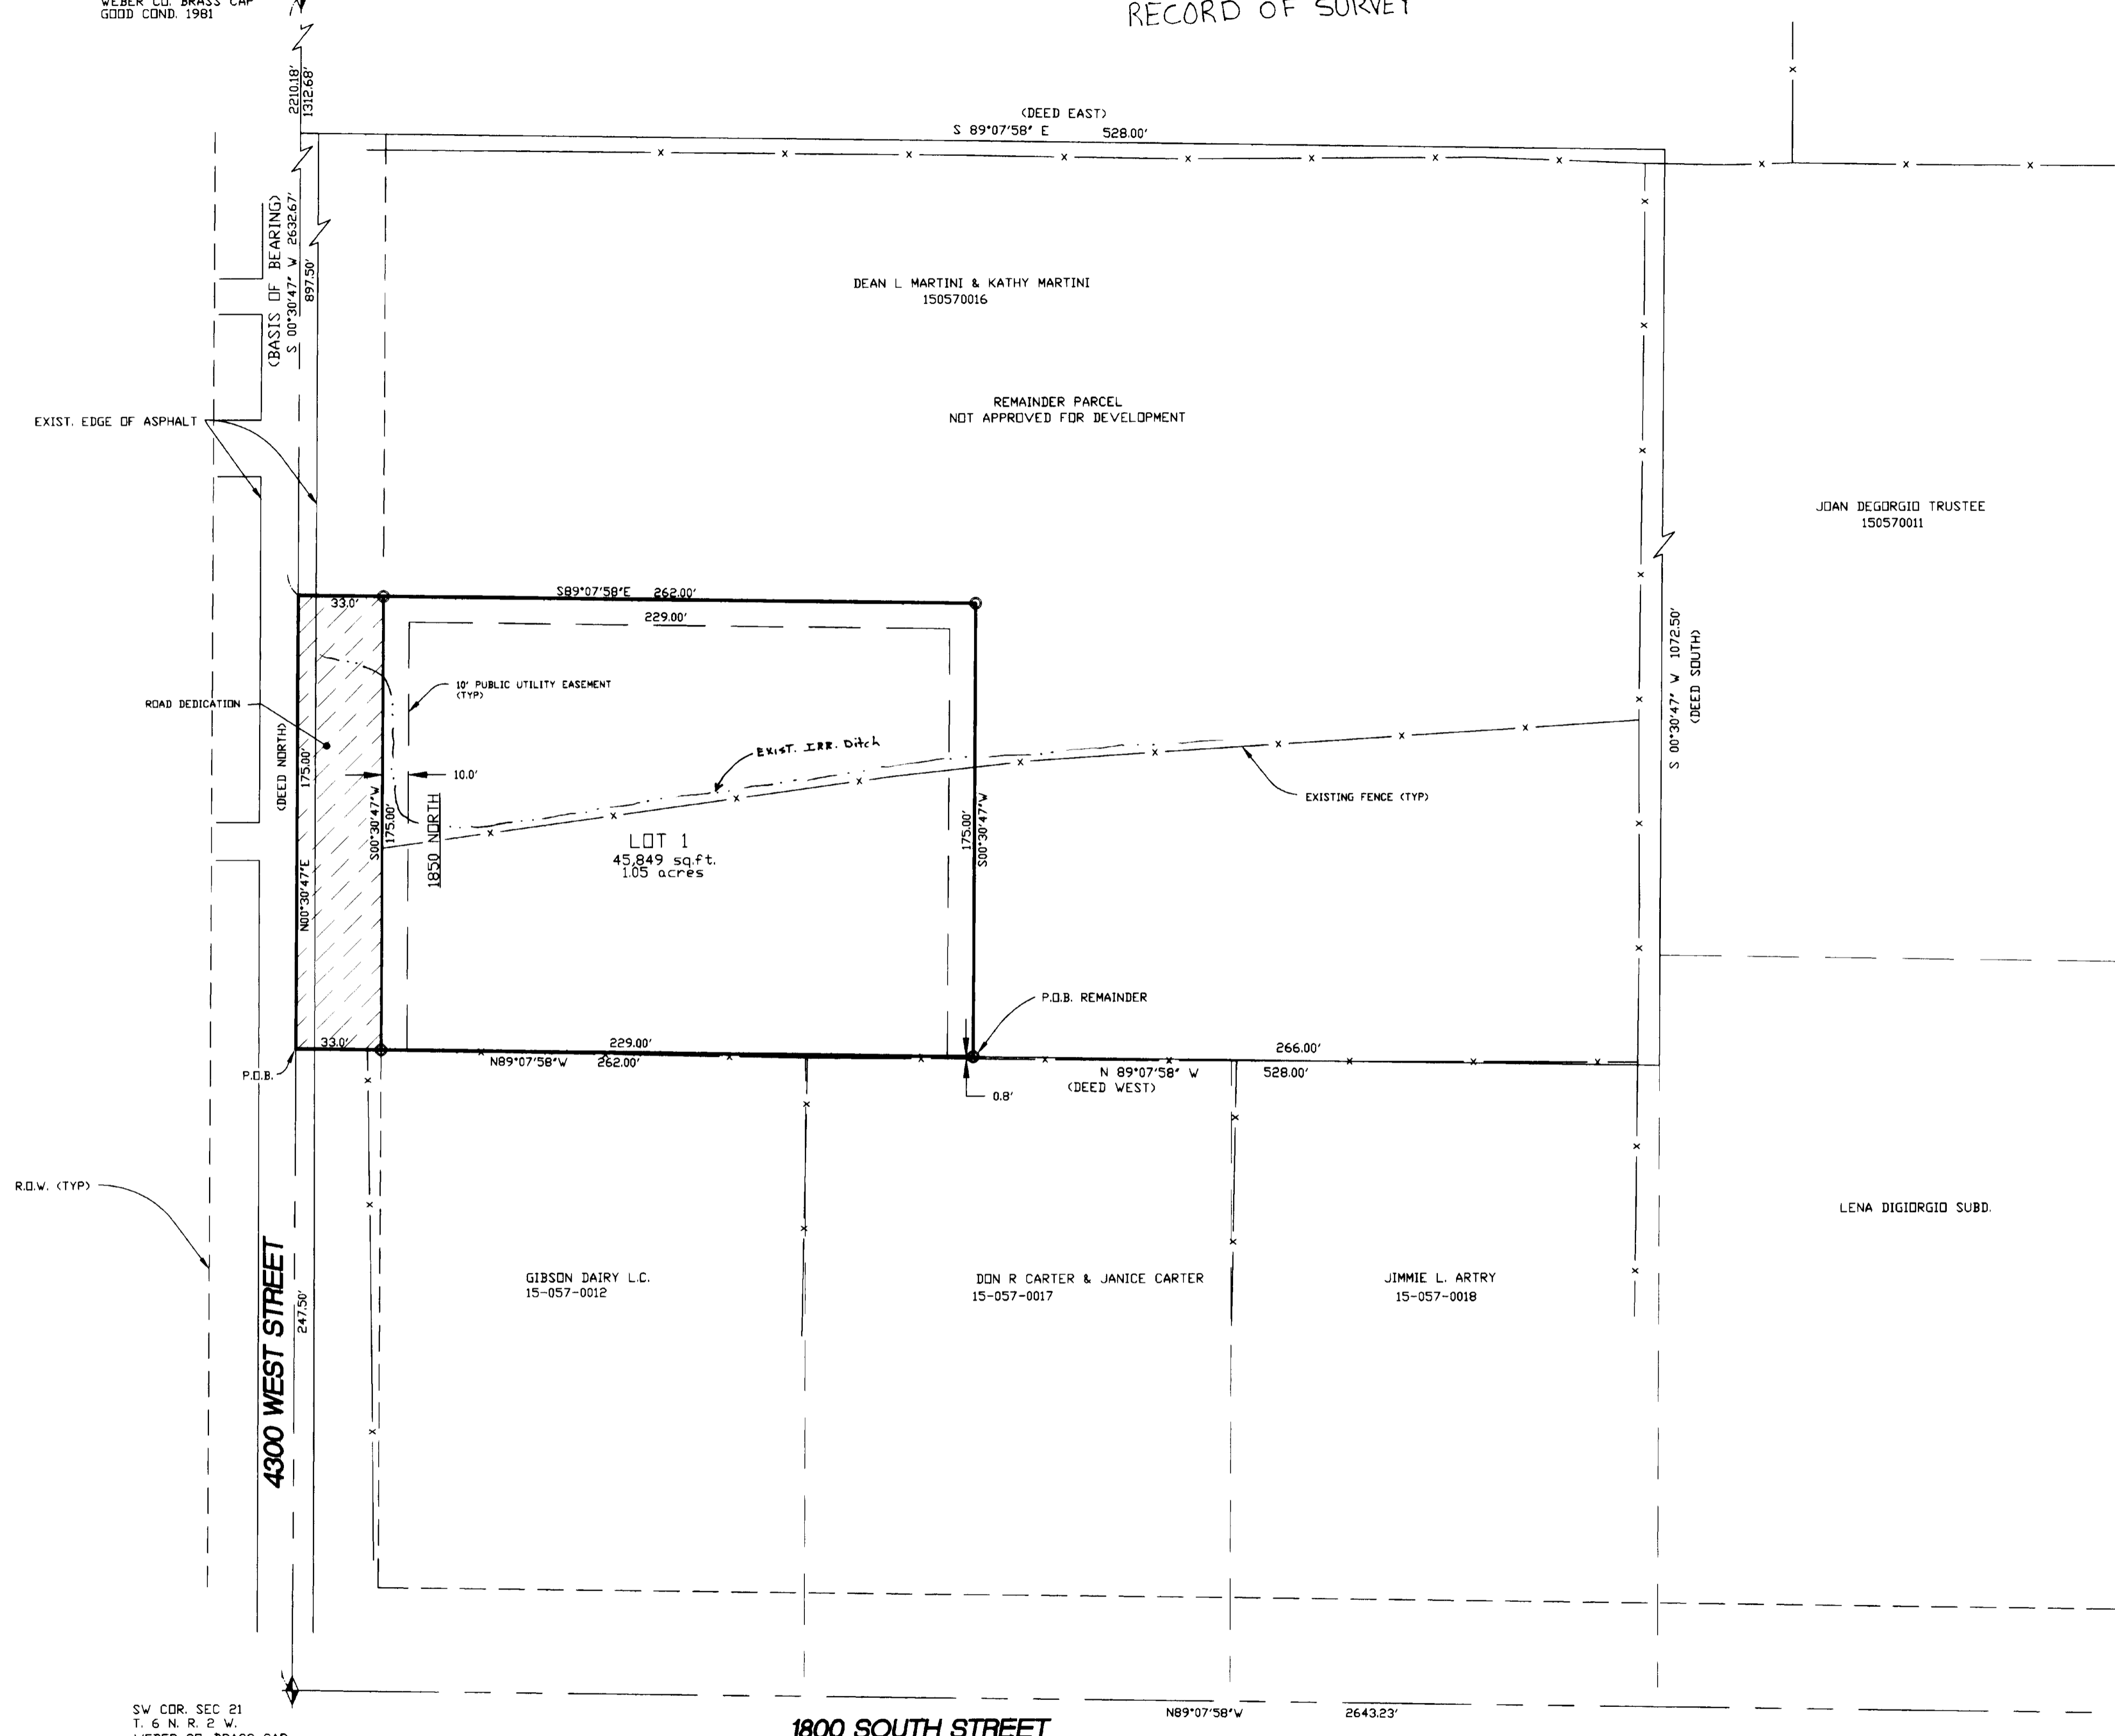 WEBER CO. BRASS CAP
GOOD COND. 1981
RECORD OF SURVEY
2210.18'
1312.68'
(DEED EAST)
S 89°07'58" E 528.00'
(BASIS OF BEARING)
S 00°30'47" W 2632.67'
897.50'
DEAN L MARTINI & KATHY MARTINI
150570016
REMAINDER PARCEL
NOT APPROVED FOR DEVELOPMENT
EXIST. EDGE OF ASPHALT
JOAN DEGORGIO TRUSTEE
150570011
S89°07'58"E 262.00'
33.0'
229.00'
10' PUBLIC UTILITY EASEMENT
(TYP)
ROAD DEDICATION
(DEED NORTH)
175.00'
N00°30'47"E
10.0'
S00°30'47"W
175.00'
1850 NORTH
EXIST. IRR. Ditch
LOT 1
45,849 sq.ft.
1.05 acres
175.00'
S00°30'47"W
EXISTING FENCE (TYP)
S 00°30'47" W 1072.50'
(DEED SOUTH)
P.O.B. REMAINDER
33.0'
229.00'
N89°07'58"W 262.00'
266.00'
N 89°07'58" W 528.00'
(DEED WEST)
0.8'
P.O.B.
R.O.W. (TYP)
4300 WEST STREET
247.50'
GIBSON DAIRY L.C.
15-057-0012
DON R CARTER & JANICE CARTER
15-057-0017
JIMMIE L. ARTRY
15-057-0018
LENA DIGIORGIO SUBD.
SW COR. SEC 21
T. 6 N. R. 2 W.
WEBER CO. BRASS CAP
1800 SOUTH STREET
N89°07'58"W 2643.23'